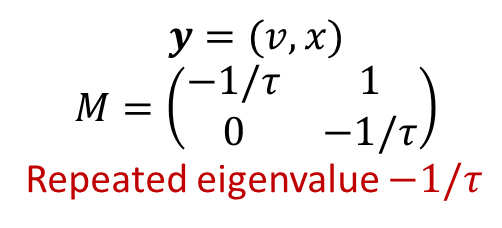 𝒚 = (𝑣, 𝑥)
𝑀 = (−1/𝜏 1
0 −1/𝜏)
Repeated eigenvalue −1/𝜏